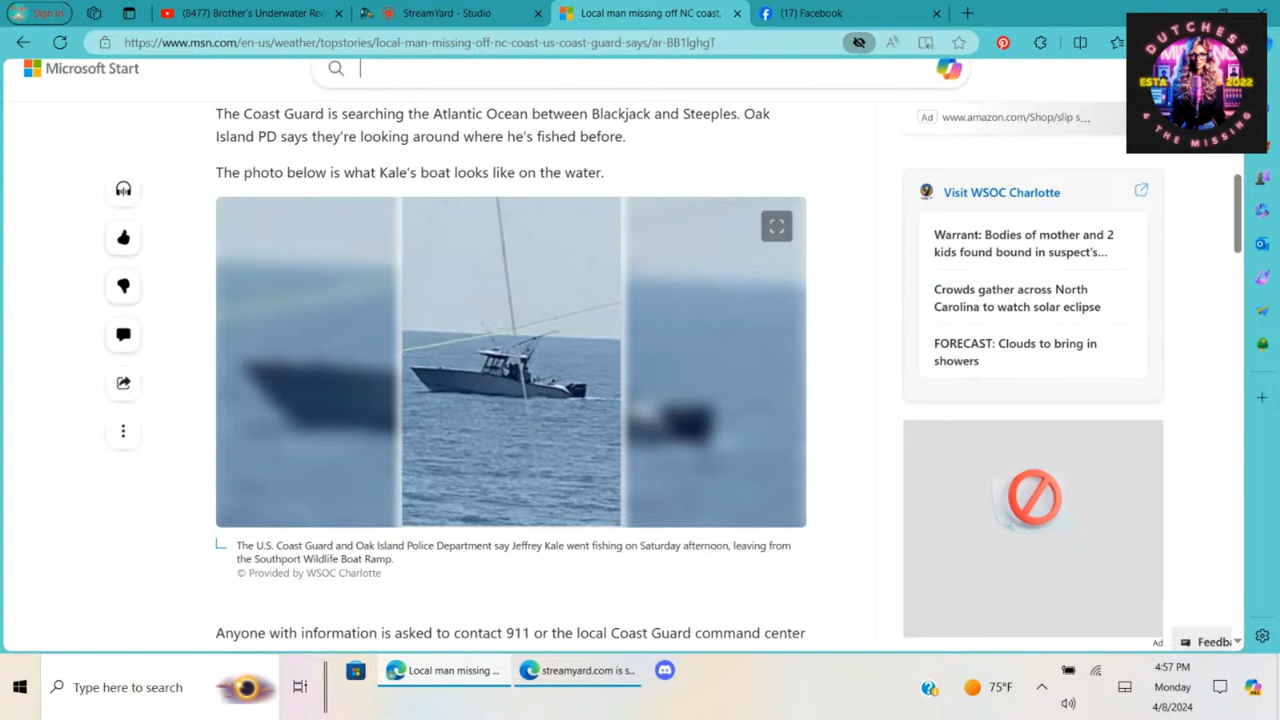 Sign in
(8477) Brother's Underwater Rec
StreamYard - Studio
Local man missing off NC coast,
(17) Facebook
https://www.msn.com/en-us/weather/topstories/local-man-missing-off-nc-coast-us-coast-guard-says/ar-BB1lghgT
DUTCHESS
ESTA 2022
& THE MISSING
Microsoft Start
The Coast Guard is searching the Atlantic Ocean between Blackjack and Steeples. Oak
Island PD says they're looking around where he's fished before.
The photo below is what Kale's boat looks like on the water.
Ad www.amazon.com/Shop/slip s...
Visit WSOC Charlotte
Warrant: Bodies of mother and 2
kids found bound in suspect's...
Crowds gather across North
Carolina to watch solar eclipse
FORECAST: Clouds to bring in
showers
The U.S. Coast Guard and Oak Island Police Department say Jeffrey Kale went fishing on Saturday afternoon, leaving from
the Southport Wildlife Boat Ramp.
© Provided by WSOC Charlotte
Anyone with information is asked to contact 911 or the local Coast Guard command center
Ad
Feedba
Type here to search
Local man missing ...
streamyard.com is s...
75°F
4:57 PM
Monday
4/8/2024